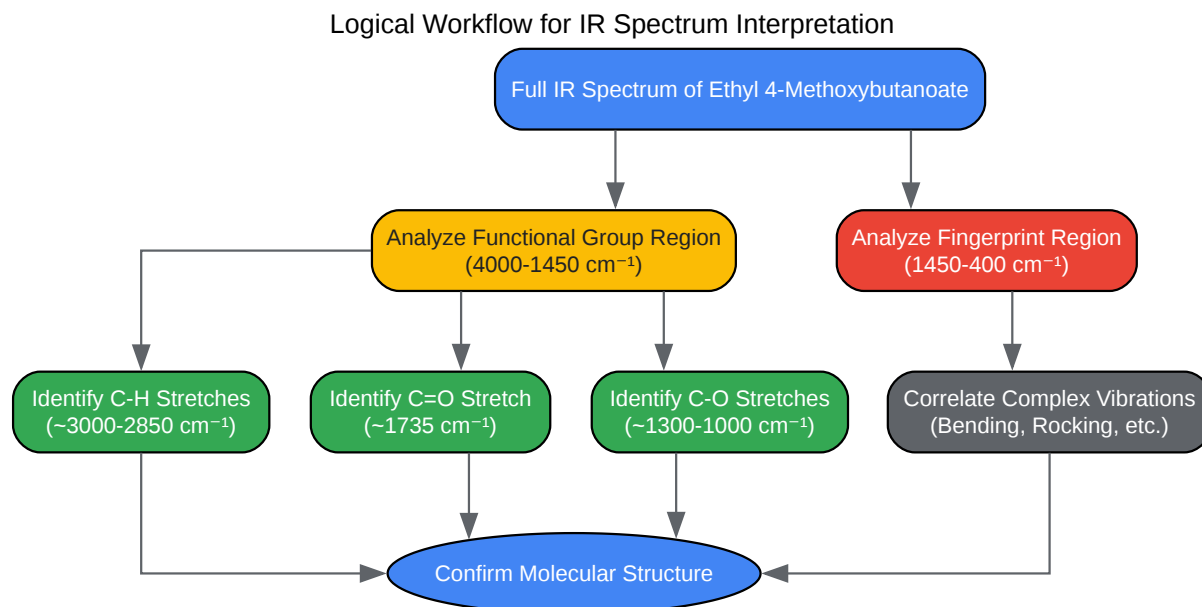 Logical Workflow for IR Spectrum Interpretation
Full IR Spectrum of Ethyl 4-Methoxybutanoate
Analyze Functional Group Region
(4000-1450 cm⁻¹)
Analyze Fingerprint Region
(1450-400 cm⁻¹)
Identify C-H Stretches
(~3000-2850 cm⁻¹)
Identify C=O Stretch
(~1735 cm⁻¹)
Identify C-O Stretches
(~1300-1000 cm⁻¹)
Correlate Complex Vibrations
(Bending, Rocking, etc.)
Confirm Molecular Structure